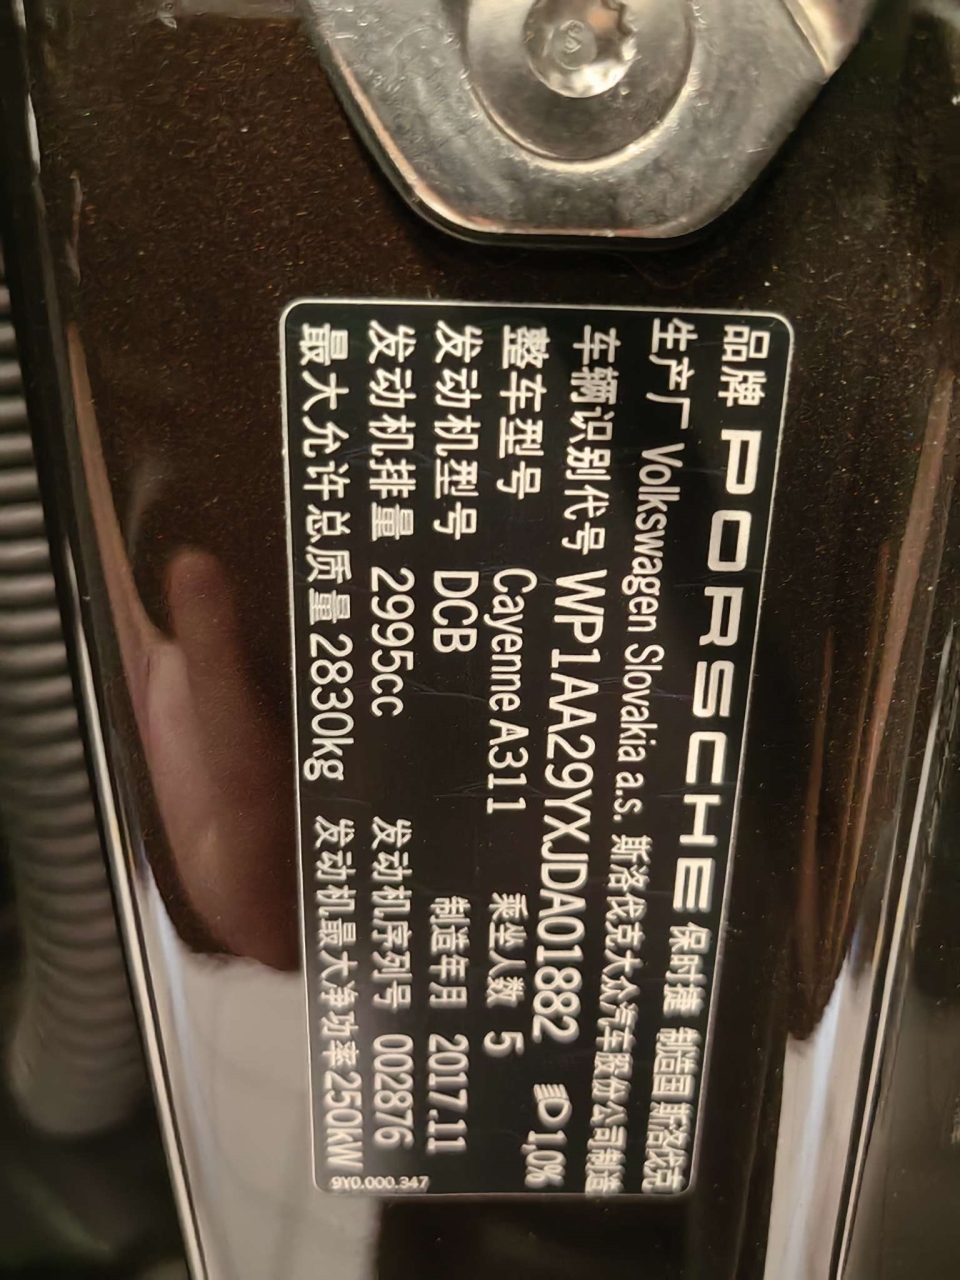 品牌 PORSCHE 保时捷 制造国 斯洛伐克
生产厂 Volkswagen Slovakia a.s. 斯洛伐克大众汽车股份公司制造
车辆识别代号 WP1AA29YXJDA01882 1,0%
整车型号 Cayenne A311 乘坐人数 5
发动机型号 DCB 制造年月 2017.11
发动机排量 2995cc 发动机序列号 002876
最大允许总质量 2830kg 发动机最大净功率 250kW
9Y0.000.347